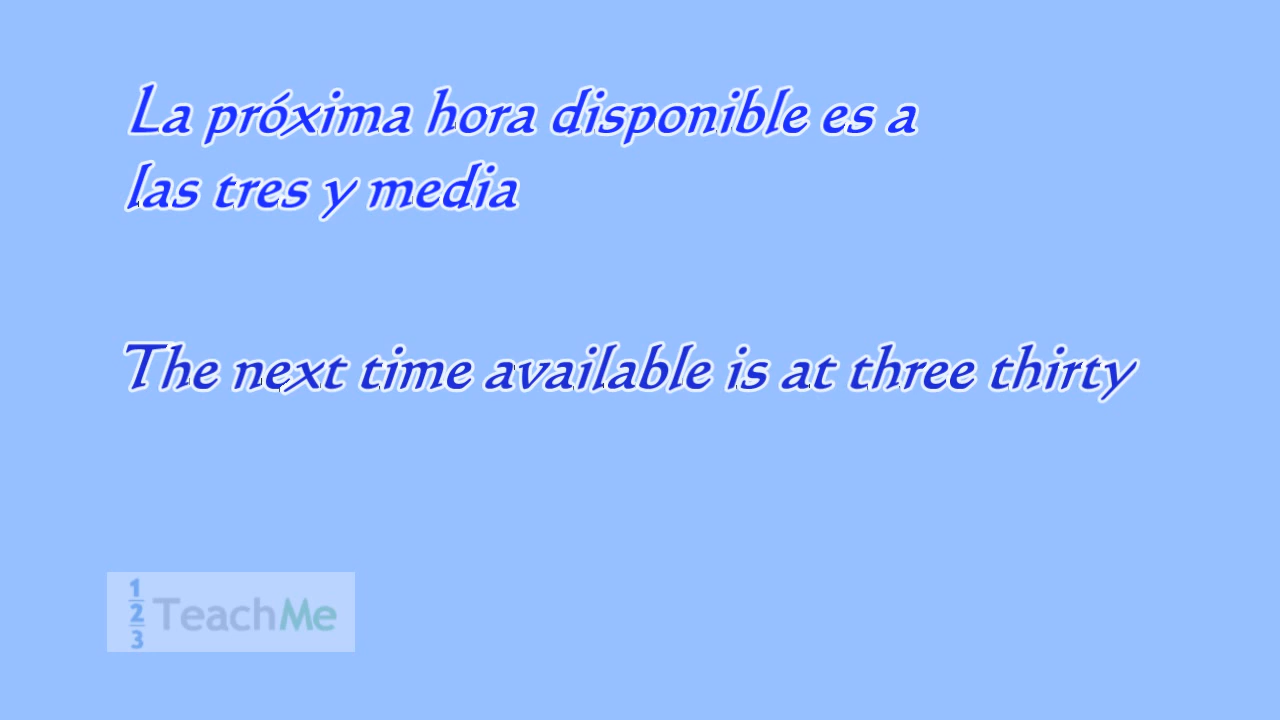 La próxima hora disponible es a
las tres y media
The next time available is at three thirty
1
2
3
TeachMe